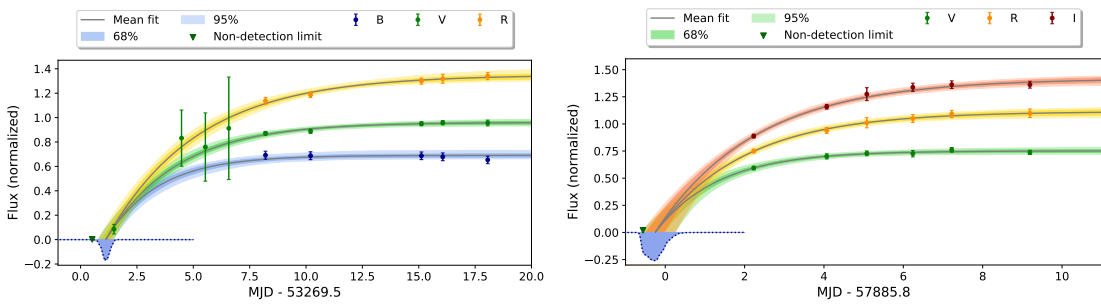 Mean fit 95% B V R
68% Non-detection limit
1.4
1.2
1.0
0.8
0.6
0.4
0.2
0.0
−0.2
Flux (normalized)
0.0 2.5 5.0 7.5 10.0 12.5 15.0 17.5 20.0
MJD - 53269.5
Mean fit 95% V R I
68% Non-detection limit
1.50
1.25
1.00
0.75
0.50
0.25
0.00
−0.25
Flux (normalized)
0 2 4 6 8 10
MJD - 57885.8